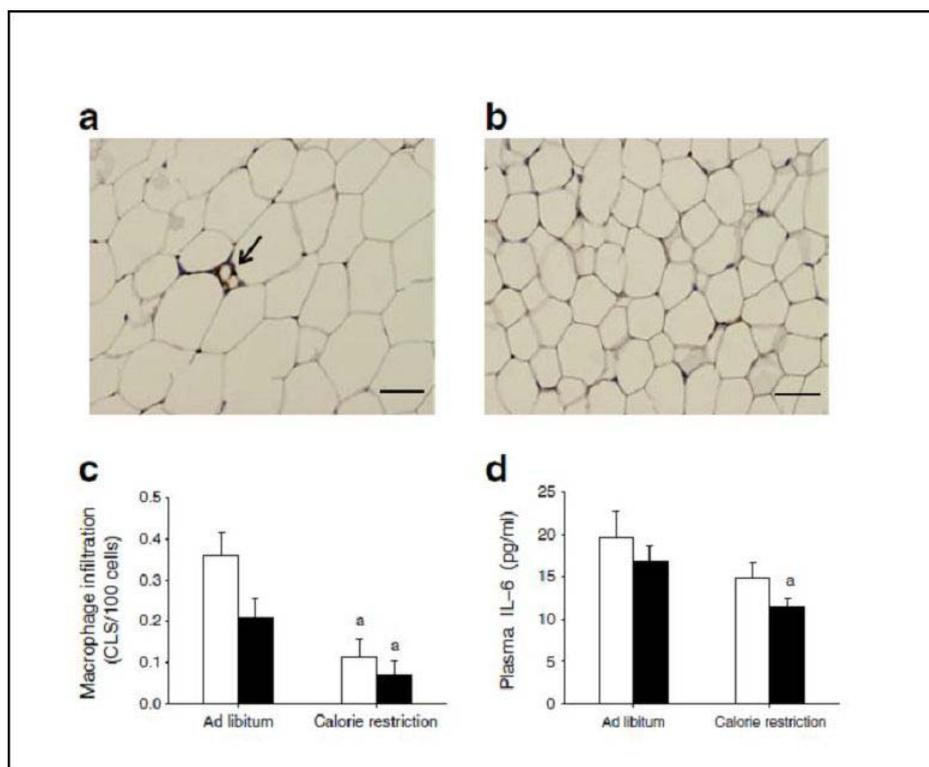 a
b
c
Macrophage infiltration
(CLS/100 cells)
0.5
0.4
0.3
0.2
0.1
0.0
a
a
Ad libitum
Calorie restriction
d
Plasma IL–6 (pg/ml)
25
20
15
10
5
0
a
Ad libitum
Calorie restriction